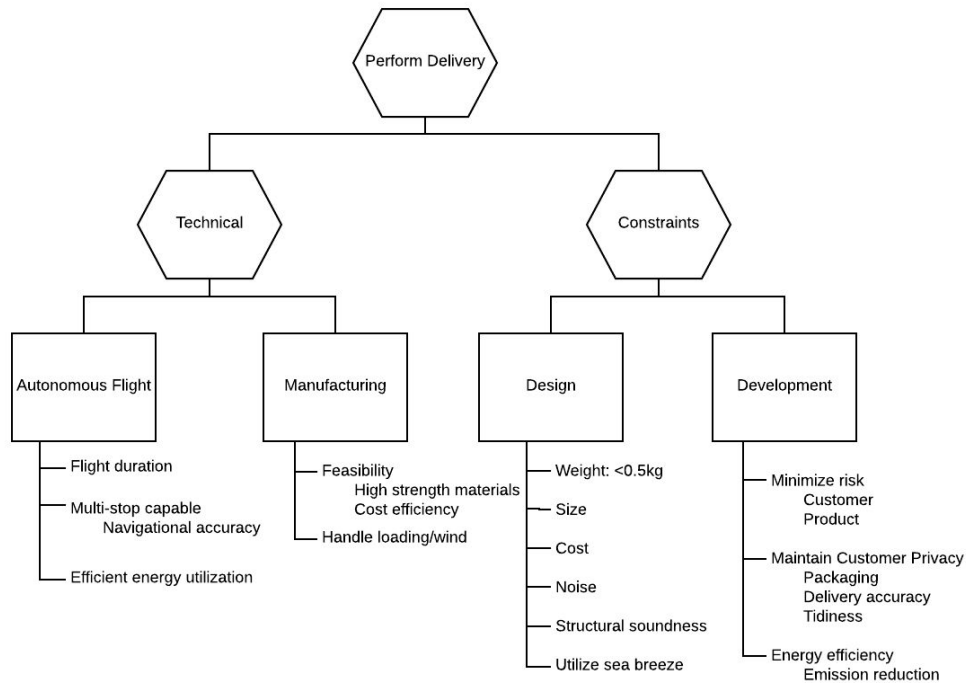 Perform Delivery
Technical
Constraints
Autonomous Flight
Manufacturing
Design
Development
Flight duration
Multi-stop capable
Navigational accuracy
Efficient energy utilization
Feasibility
High strength materials
Cost efficiency
Handle loading/wind
Weight: <0.5kg
Size
Cost
Noise
Structural soundness
Utilize sea breeze
Minimize risk
Customer
Product
Maintain Customer Privacy
Packaging
Delivery accuracy
Tidiness
Energy efficiency
Emission reduction